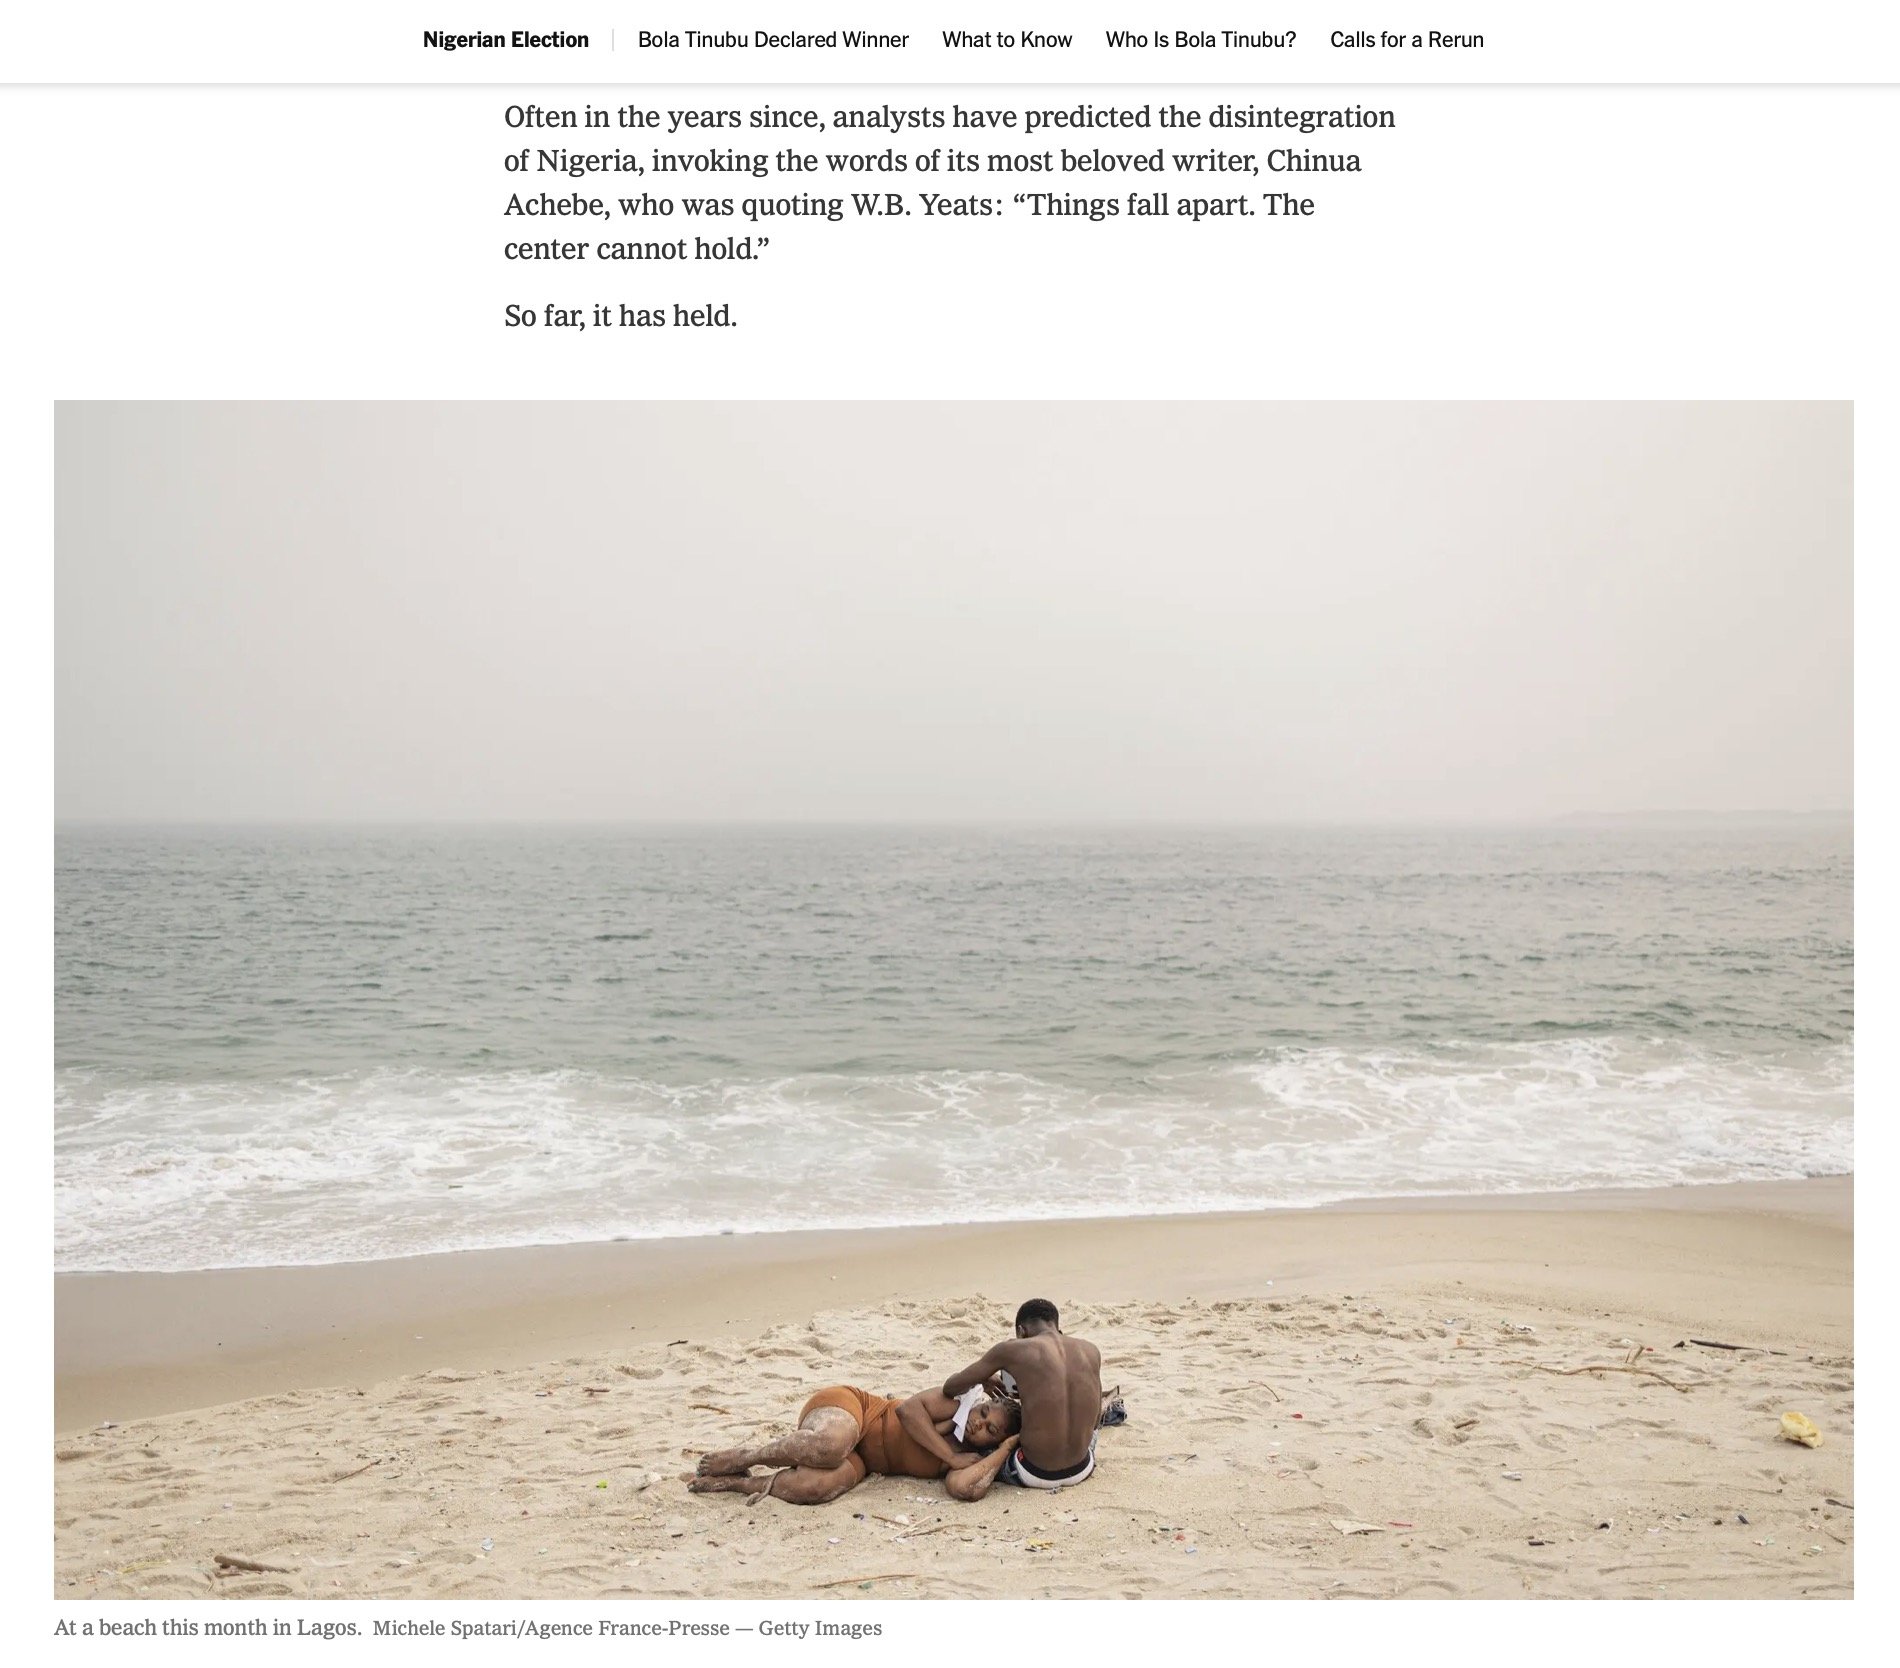 Nigerian Election Bola Tinubu Declared Winner What to Know Who Is Bola Tinubu? Calls for a Rerun
Often in the years since, analysts have predicted the disintegration
of Nigeria, invoking the words of its most beloved writer, Chinua
Achebe, who was quoting W.B. Yeats: “Things fall apart. The
center cannot hold.”
So far, it has held.
At a beach this month in Lagos. Michele Spatari/Agence France-Presse — Getty Images